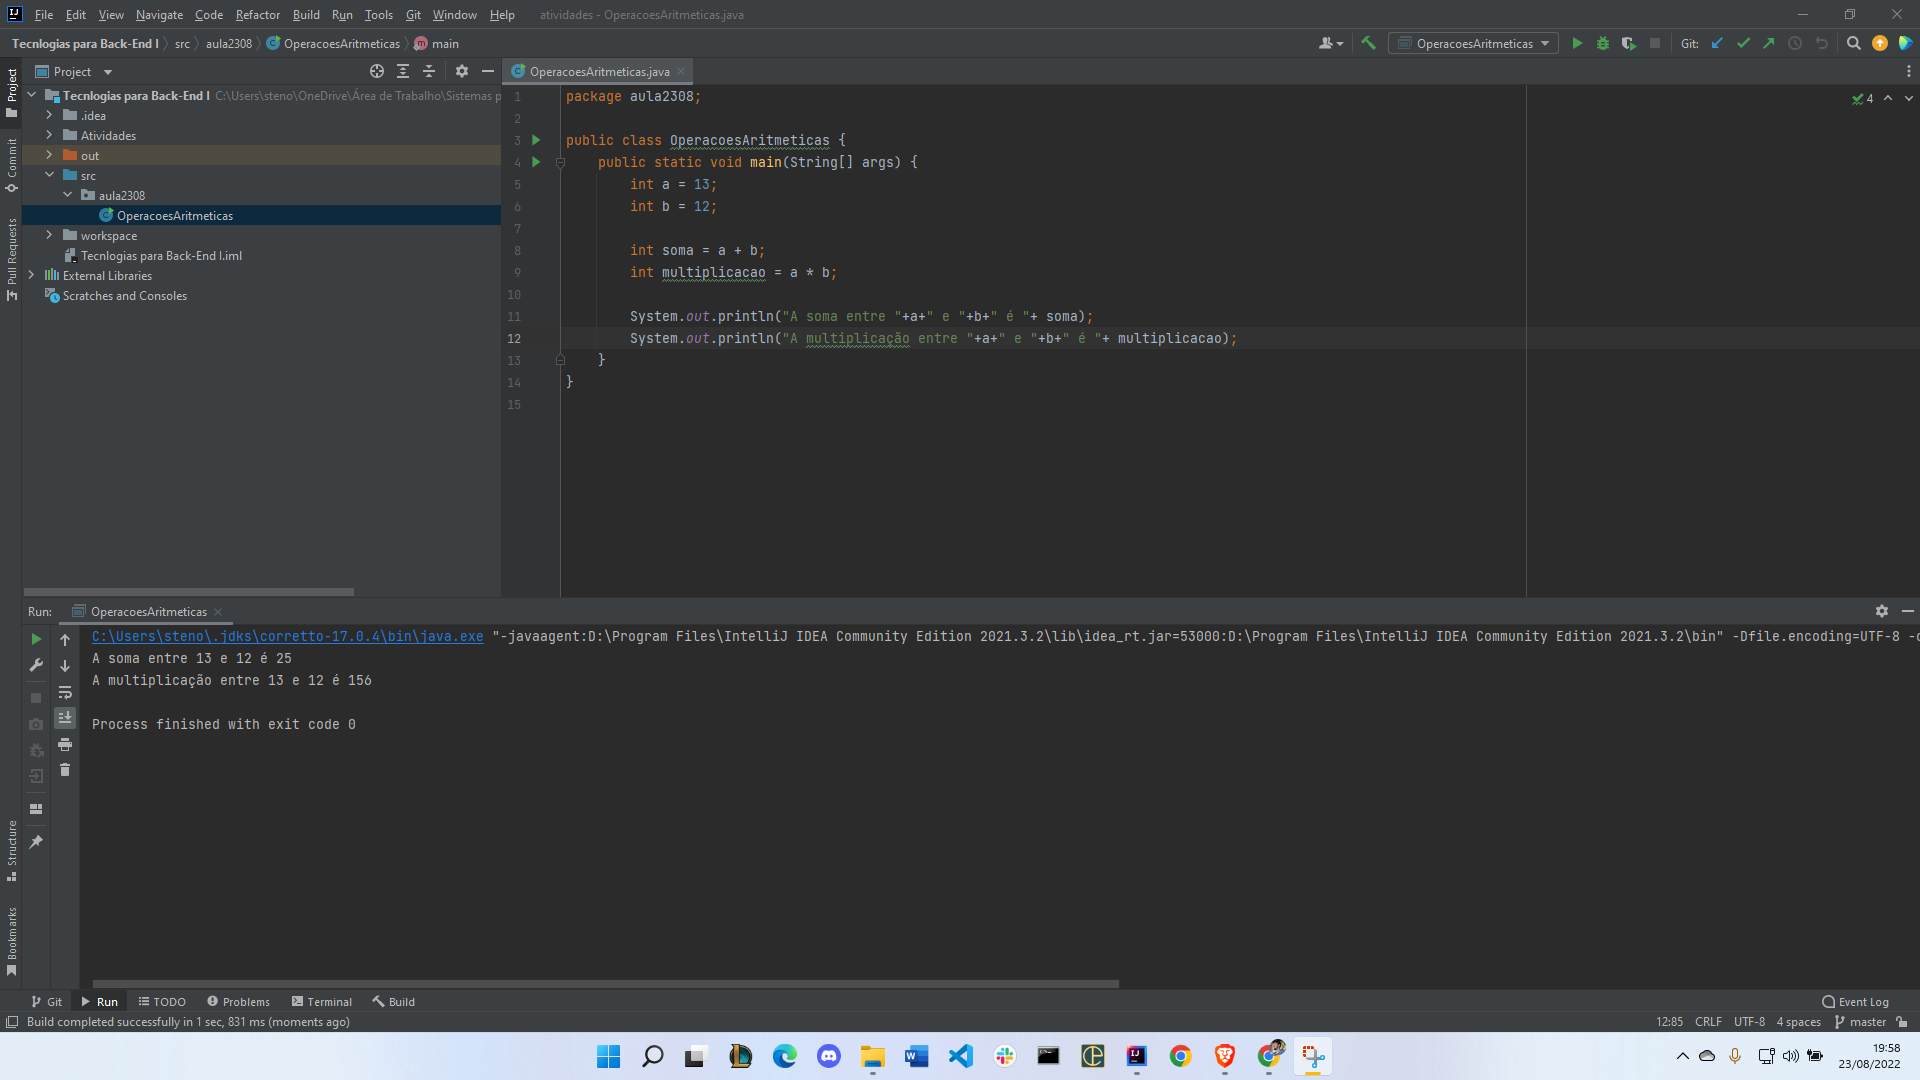 File Edit View Navigate Code Refactor Build Run Tools Git Window Help atividades - OperacoesAritmeticas.java
Tecnlogias para Back-End I src aula2308 OperacoesAritmeticas main
OperacoesAritmeticas
Git:
Project
Commit
Pull Requests
Structure
Bookmarks
Project
Tecnlogias para Back-End I C:\Users\steno\OneDrive\Área de Trabalho\Sistemas p
.idea
Atividades
out
src
aula2308
OperacoesAritmeticas
workspace
Tecnlogias para Back-End I.iml
External Libraries
Scratches and Consoles
OperacoesAritmeticas.java
4
1 package aula2308;
2
3 public class OperacoesAritmeticas {
4 public static void main(String[] args) {
5 int a = 13;
6 int b = 12;
7
8 int soma = a + b;
9 int multiplicacao = a * b;
10
11 System.out.println("A soma entre "+a+" e "+b+" é "+ soma);
12 System.out.println("A multiplicação entre "+a+" e "+b+" é "+ multiplicacao);
13 }
14 }
15
Run: OperacoesAritmeticas
C:\Users\steno\.jdks\corretto-17.0.4\bin\java.exe "-javaagent:D:\Program Files\IntelliJ IDEA Community Edition 2021.3.2\lib\idea_rt.jar=53000:D:\Program Files\IntelliJ IDEA Community Edition 2021.3.2\bin" -Dfile.encoding=UTF-8 -c
A soma entre 13 e 12 é 25
A multiplicação entre 13 e 12 é 156
Process finished with exit code 0
Git Run TODO Problems Terminal Build Event Log
Build completed successfully in 1 sec, 831 ms (moments ago) 12:85 CRLF UTF-8 4 spaces master
19:58
23/08/2022